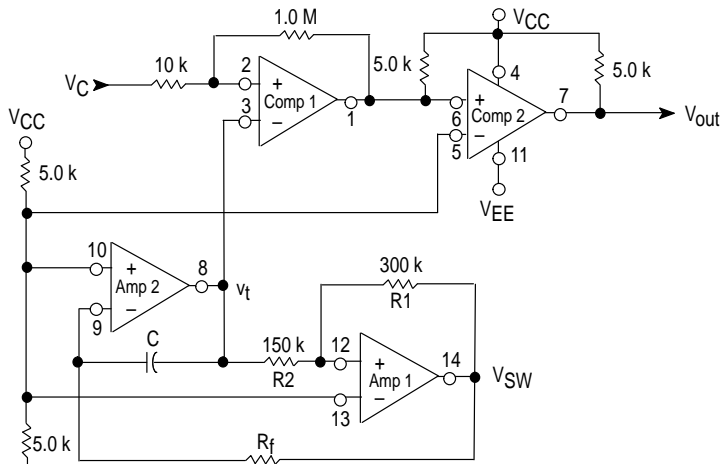 1.0 M
V_C
10 k
2
+
Comp 1
3
−
1
5.0 k
V_CC
4
5.0 k
6
+
Comp 2
5
−
7
V_out
11
V_EE
V_CC
5.0 k
10
+
Amp 2
9
−
8
v_t
C
150 k
R2
300 k
R1
12
+
Amp 1
13
−
14
V_SW
5.0 k
R_f